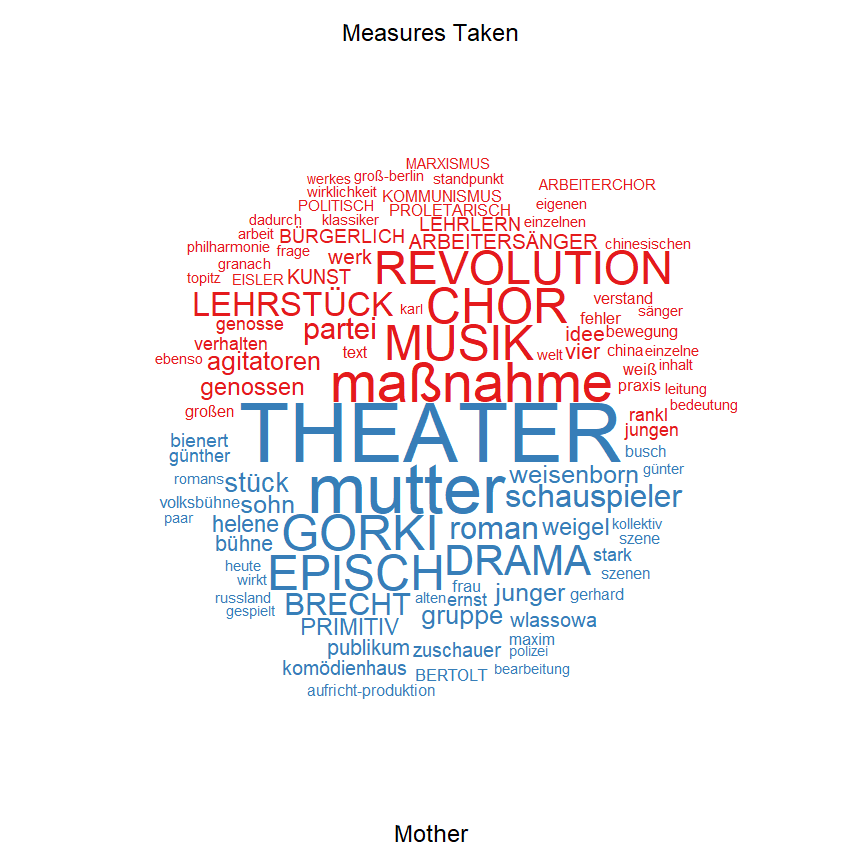 Measures Taken
MARXISMUS
werkes groß-berlin standpunkt
wirklichkeit KOMMUNISMUS ARBEITERCHOR
POLITISCH PROLETARISCH eigenen
dadurch klassiker LEHRLERN einzelnen
arbeit BÜRGERLICH ARBEITERSÄNGER chinesischen
philharmonie frage werk REVOLUTION
granach
topitz EISLER KUNST
LEHRSTÜCK karl CHOR verstand
sänger
genosse partei MUSIK fehler
idee bewegung
verhalten text welt vier china einzelne
ebenso agitatoren weiß inhalt
genossen maßnahme praxis leitung
großen bedeutung
THEATER rankl
jungen
bienert busch
günther günter
romans stück mutter weisenborn
volksbühne sohn schauspieler
paar
helene GORKI roman weigel kollektiv
bühne szene
heute EPISCH DRAMA stark
wirkt szenen
russland BRECHT alten frau ernst junger gerhard
gespielt
PRIMITIV gruppe wlassowa
publikum zuschauer maxim
polizei
komödienhaus BERTOLT bearbeitung
aufricht-produktion
Mother